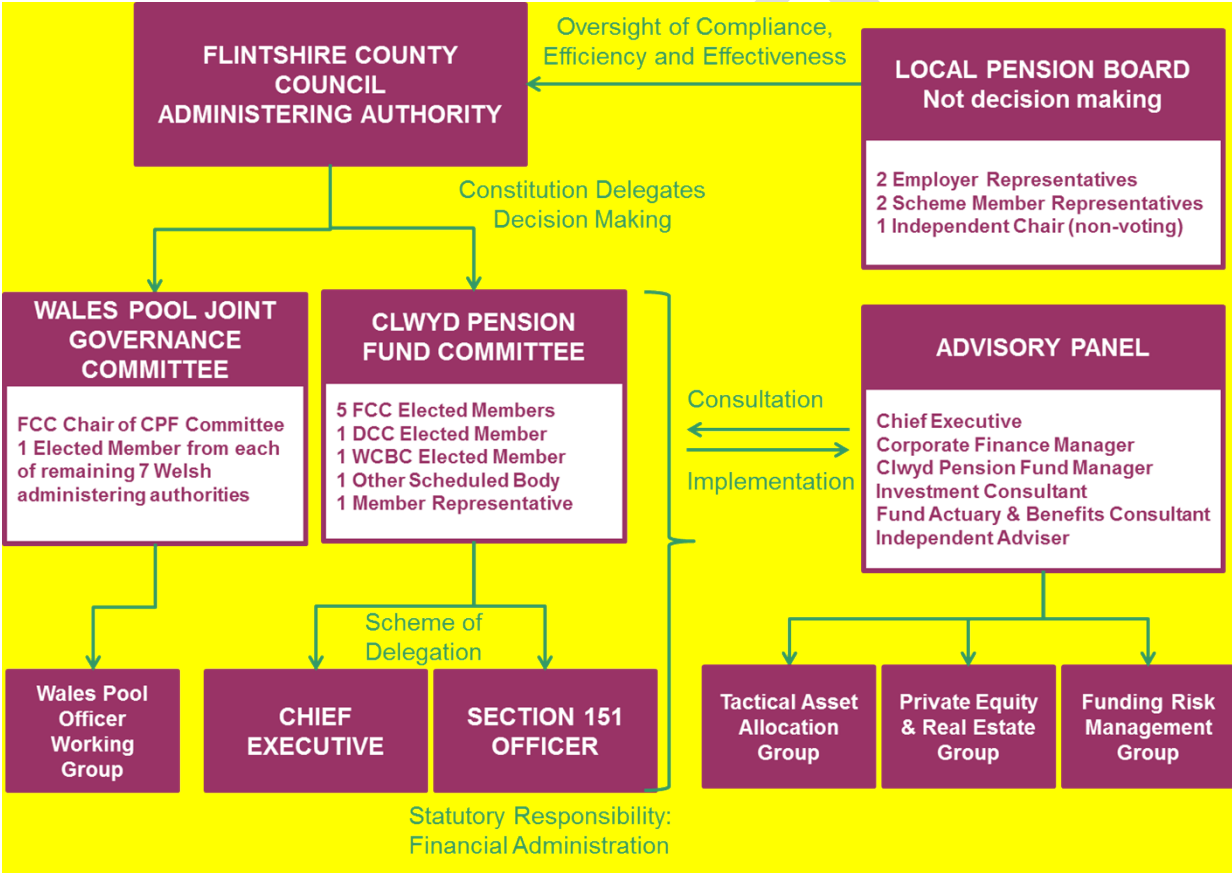 FLINTSHIRE COUNTY
COUNCIL
ADMINISTERING AUTHORITY
Oversight of Compliance,
Efficiency and Effectiveness
LOCAL PENSION BOARD
Not decision making
2 Employer Representatives
2 Scheme Member Representatives
1 Independent Chair (non-voting)
Constitution Delegates
Decision Making
WALES POOL JOINT
GOVERNANCE
COMMITTEE
FCC Chair of CPF Committee
1 Elected Member from each
of remaining 7 Welsh
administering authorities
CLWYD PENSION
FUND COMMITTEE
5 FCC Elected Members
1 DCC Elected Member
1 WCBC Elected Member
1 Other Scheduled Body
1 Member Representative
Consultation
Implementation
ADVISORY PANEL
Chief Executive
Corporate Finance Manager
Clwyd Pension Fund Manager
Investment Consultant
Fund Actuary & Benefits Consultant
Independent Adviser
Scheme of
Delegation
Wales Pool
Officer
Working
Group
CHIEF
EXECUTIVE
SECTION 151
OFFICER
Tactical Asset
Allocation
Group
Private Equity
& Real Estate
Group
Funding Risk
Management
Group
Statutory Responsibility:
Financial Administration